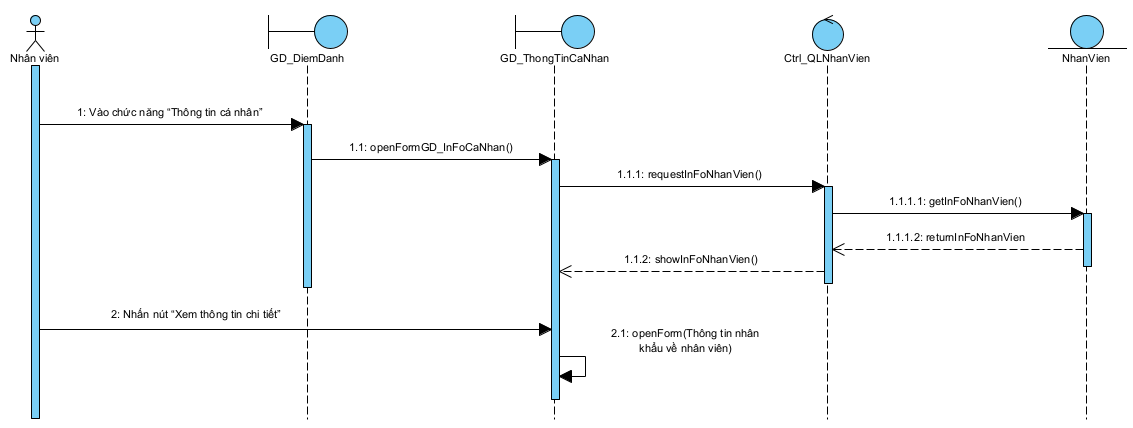 Nhân viên
GD_DiemDanh
GD_ThongTinCaNhan
Ctrl_QLNhanVien
NhanVien
1: Vào chức năng “Thông tin cá nhân”
1.1: openFormGD_InFoCaNhan()
1.1.1: requestInFoNhanVien()
1.1.1.1: getInFoNhanVien()
1.1.1.2: returnInFoNhanVien
1.1.2: showInFoNhanVien()
2: Nhấn nút “Xem thông tin chi tiết”
2.1: openForm(Thông tin nhân
khẩu về nhân viên)